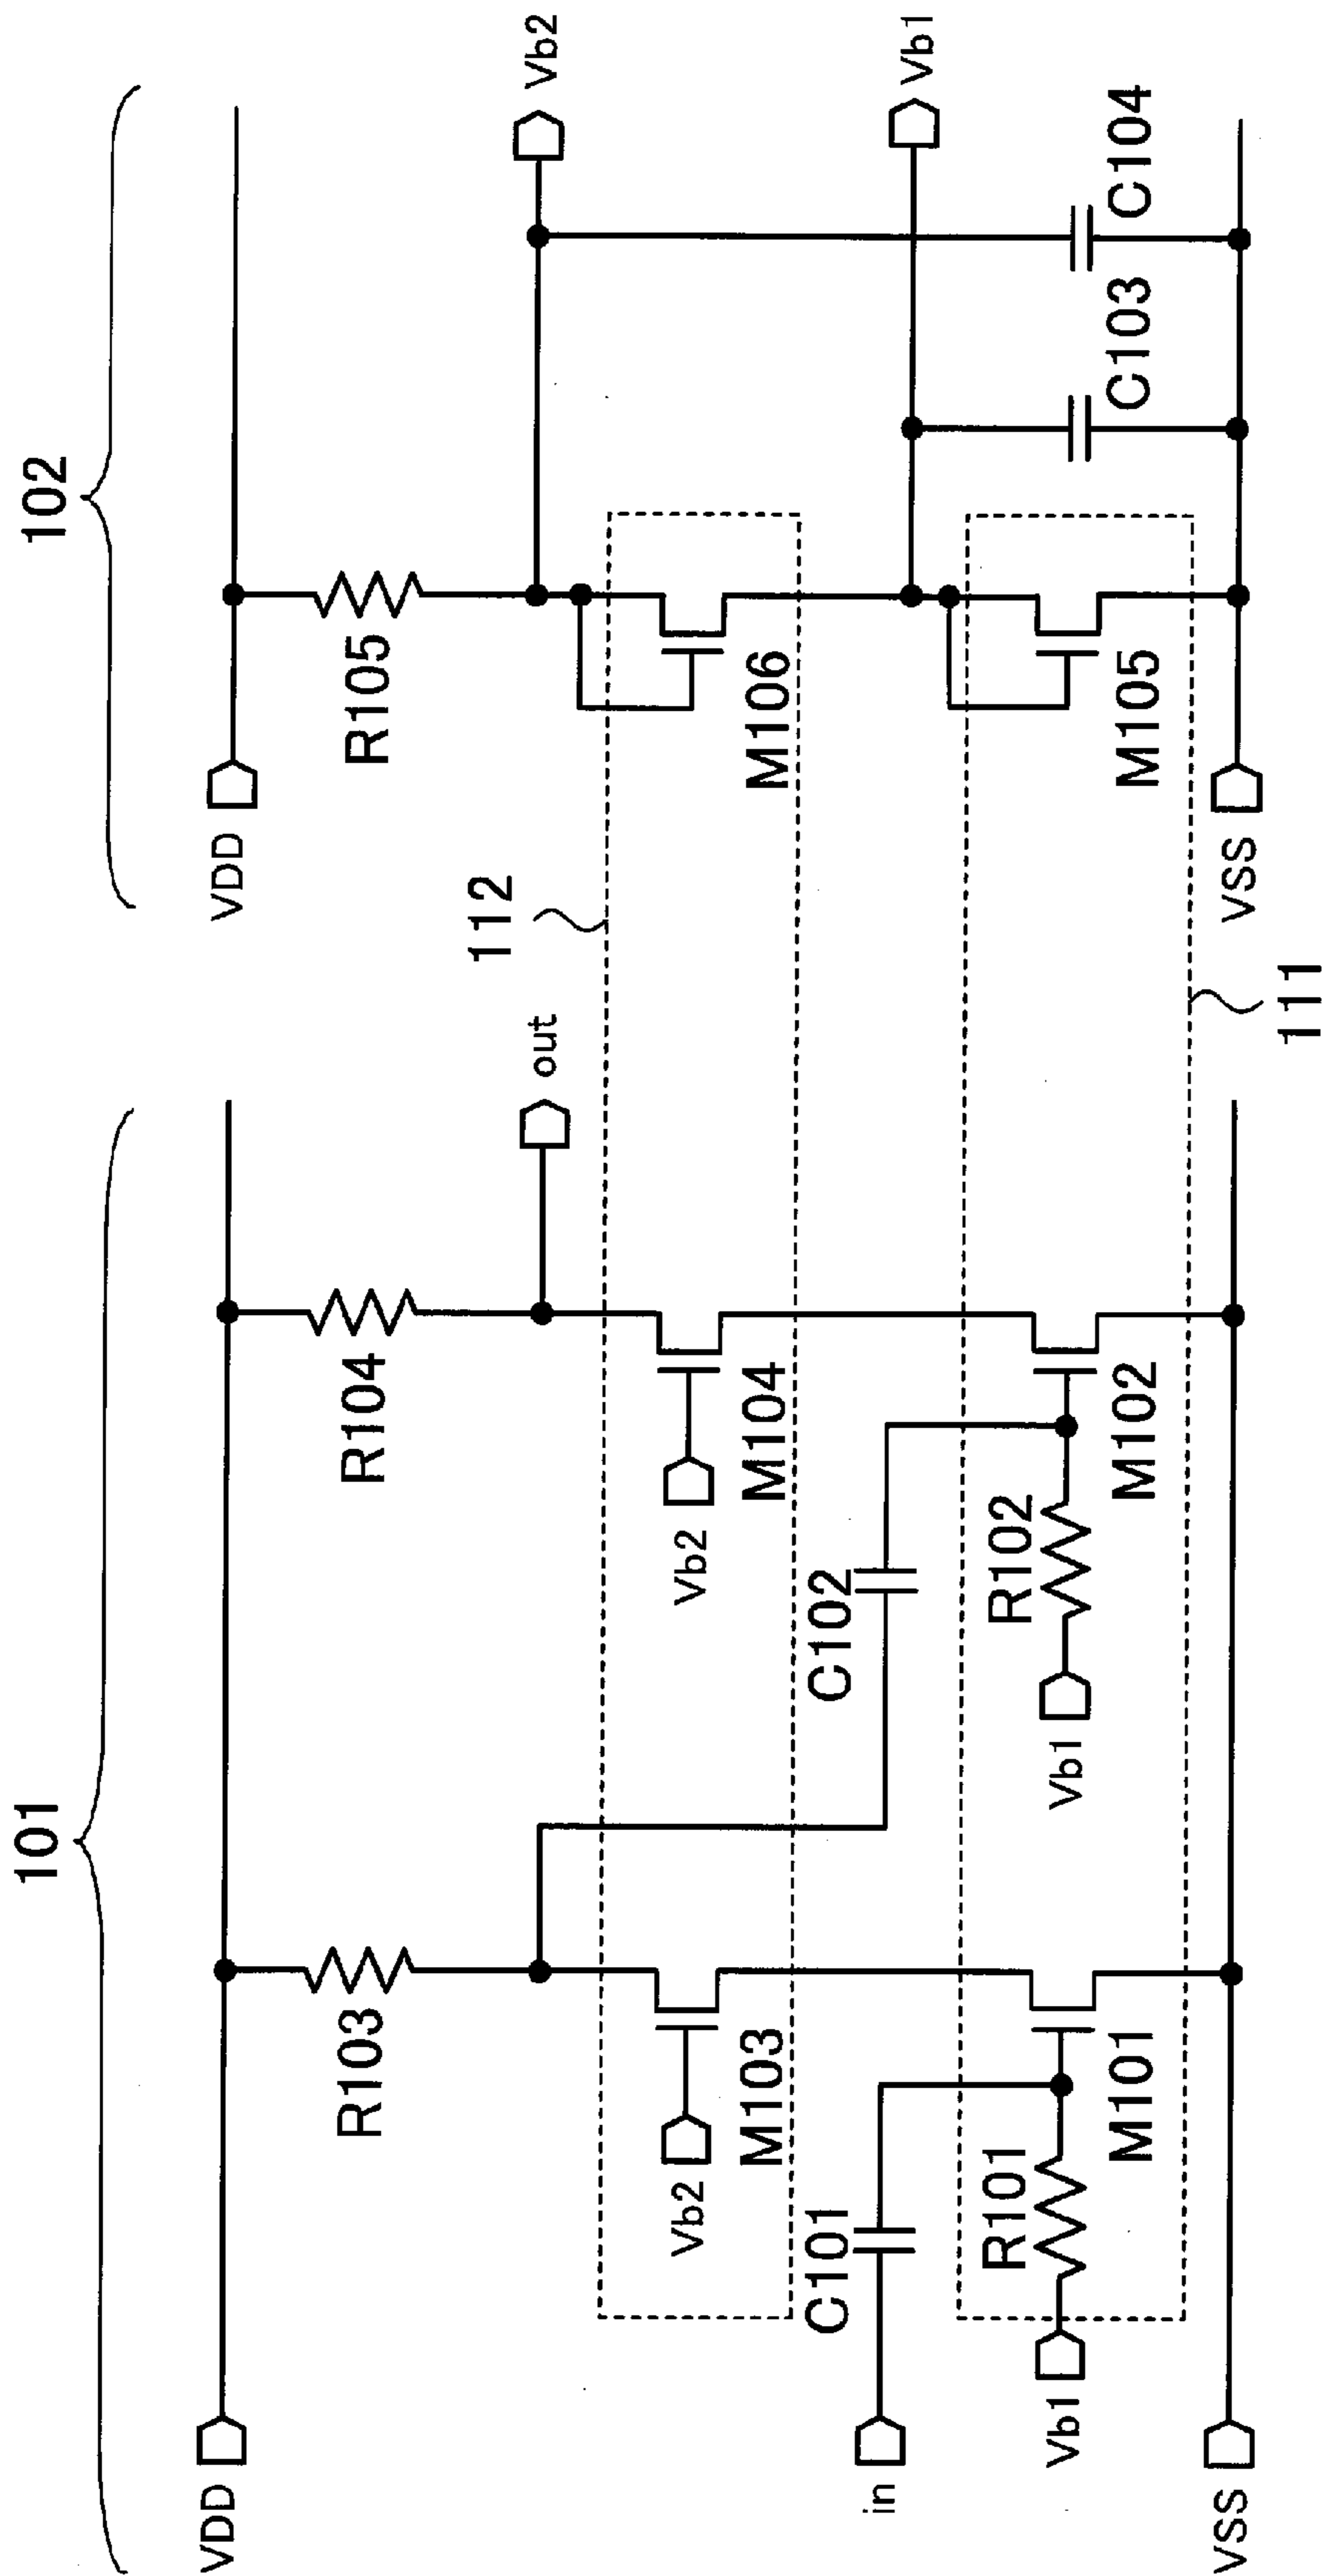 101
102
VDD
VDD
R103
R104
R105
out
Vb2
112
Vb2
M103
Vb2
M104
M106
in
C101
C102
Vb1
Vb1
R101
M101
Vb1
R102
M102
M105
C103
C104
VSS
VSS
111